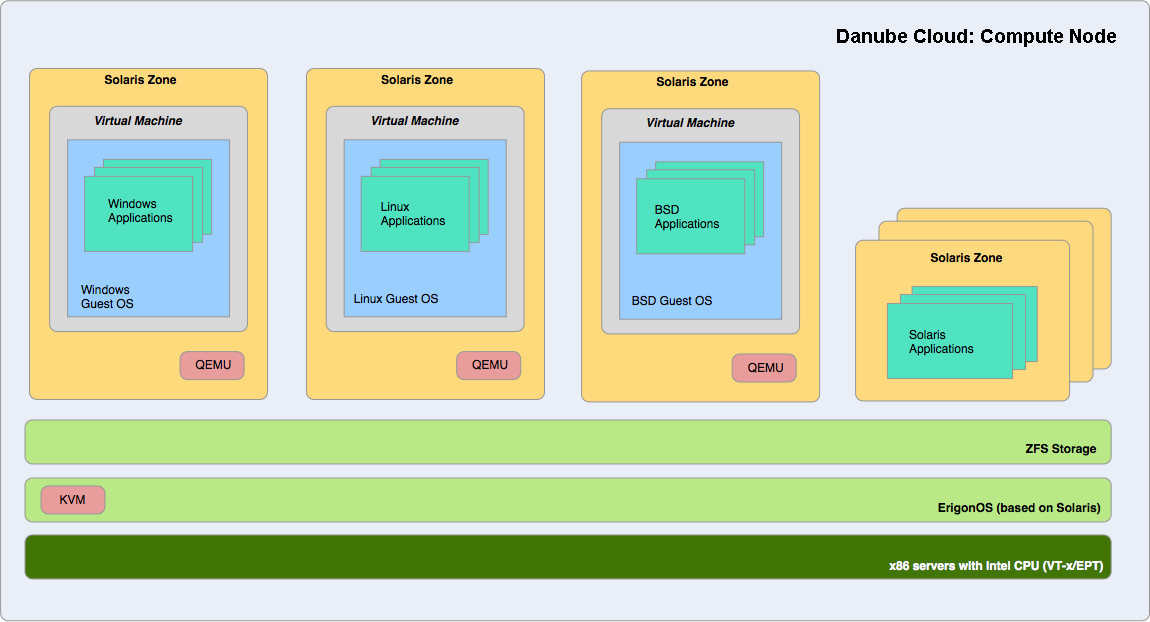 Danube Cloud: Compute Node
Solaris Zone
Virtual Machine
Windows
Applications
Windows
Guest OS
QEMU
Solaris Zone
Virtual Machine
Linux
Applications
Linux Guest OS
QEMU
Solaris Zone
Virtual Machine
BSD
Applications
BSD Guest OS
QEMU
Solaris Zone
Solaris
Applications
ZFS Storage
KVM
ErigonOS (based on Solaris)
x86 servers with Intel CPU (VT-x/EPT)